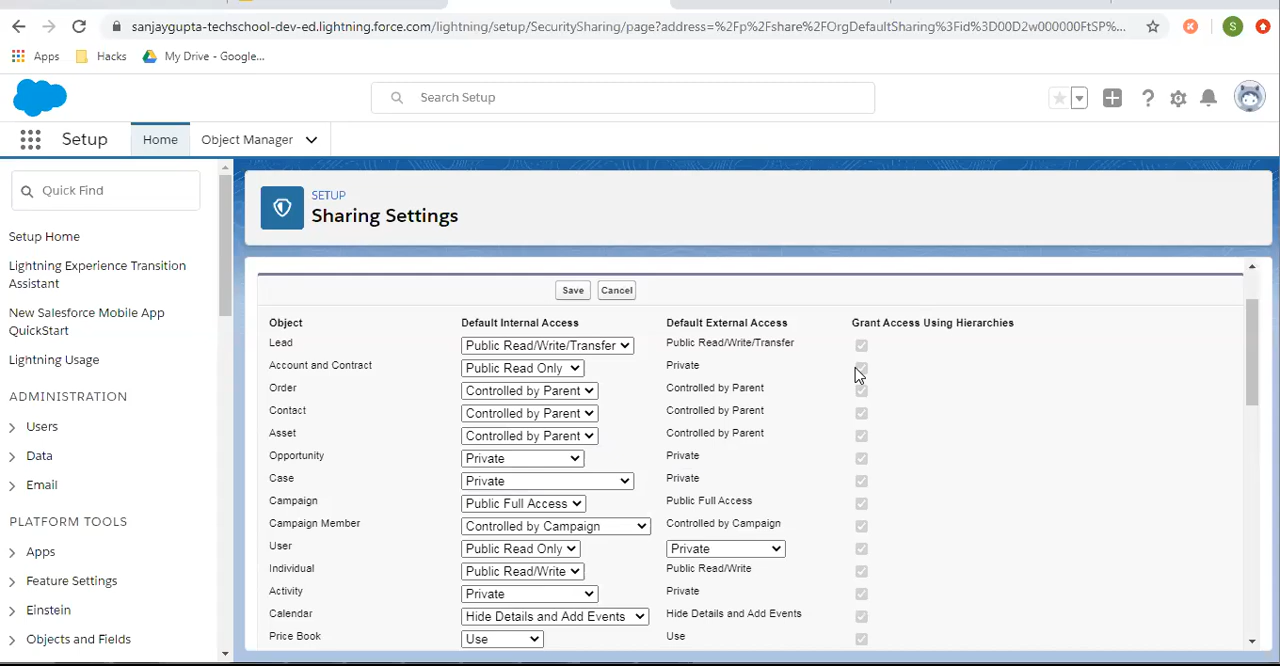 sanjaygupta-techschool-dev-ed.lightning.force.com/lightning/setup/SecuritySharing/page?address=%2Fp%2Fshare%2FOrgDefaultSharing%3Fid%3D00D2w000000FtSP%...
S
Apps Hacks My Drive - Google...
Search Setup
Setup Home Object Manager
Quick Find
Setup Home
Lightning Experience Transition
Assistant
New Salesforce Mobile App
QuickStart
Lightning Usage
ADMINISTRATION
Users
Data
Email
PLATFORM TOOLS
Apps
Feature Settings
Einstein
Objects and Fields
SETUP
Sharing Settings
Save Cancel
Object Default Internal Access Default External Access Grant Access Using Hierarchies
Lead Public Read/Write/Transfer Public Read/Write/Transfer
Account and Contract Public Read Only Private
Order Controlled by Parent Controlled by Parent
Contact Controlled by Parent Controlled by Parent
Asset Controlled by Parent Controlled by Parent
Opportunity Private Private
Case Private Private
Campaign Public Full Access Public Full Access
Campaign Member Controlled by Campaign Controlled by Campaign
User Public Read Only Private
Individual Public Read/Write Public Read/Write
Activity Private Private
Calendar Hide Details and Add Events Hide Details and Add Events
Price Book Use Use